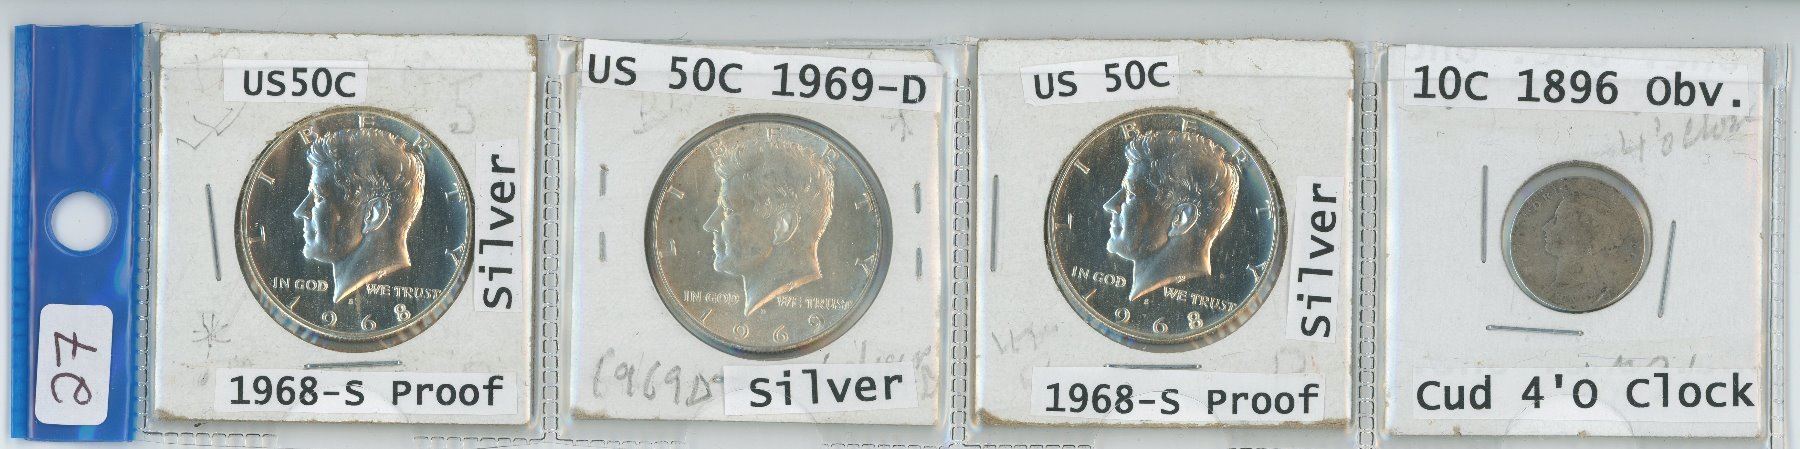 27
US50C
LIBERTY
IN GOD WE TRUST
S
1968
Silver
1968-S Proof
US 50C 1969-D
LIBERTY
IN GOD WE TRUST
D
1969
1969D
Silver
US 50C
LIBERTY
IN GOD WE TRUST
S
1968
Silver
1968-S Proof
10C 1896 Obv.
4'o Clock
Cud 4'O Clock